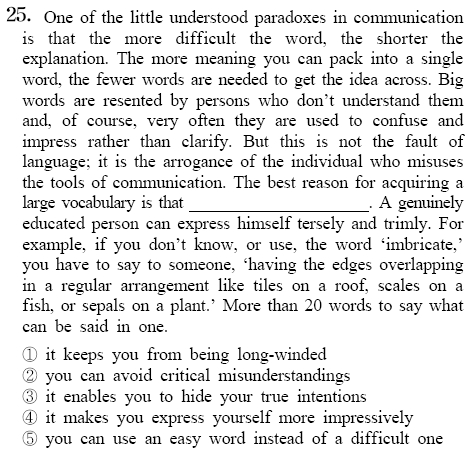 25. One of the little understood paradoxes in communication
is that the more difficult the word, the shorter the
explanation. The more meaning you can pack into a single
word, the fewer words are needed to get the idea across. Big
words are resented by persons who don't understand them
and, of course, very often they are used to confuse and
impress rather than clarify. But this is not the fault of
language; it is the arrogance of the individual who misuses
the tools of communication. The best reason for acquiring a
large vocabulary is that ____________________. A genuinely
educated person can express himself tersely and trimly. For
example, if you don't know, or use, the word ‘imbricate,’
you have to say to someone, ‘having the edges overlapping
in a regular arrangement like tiles on a roof, scales on a
fish, or sepals on a plant.’ More than 20 words to say what
can be said in one.
① it keeps you from being long-winded
② you can avoid critical misunderstandings
③ it enables you to hide your true intentions
④ it makes you express yourself more impressively
⑤ you can use an easy word instead of a difficult one